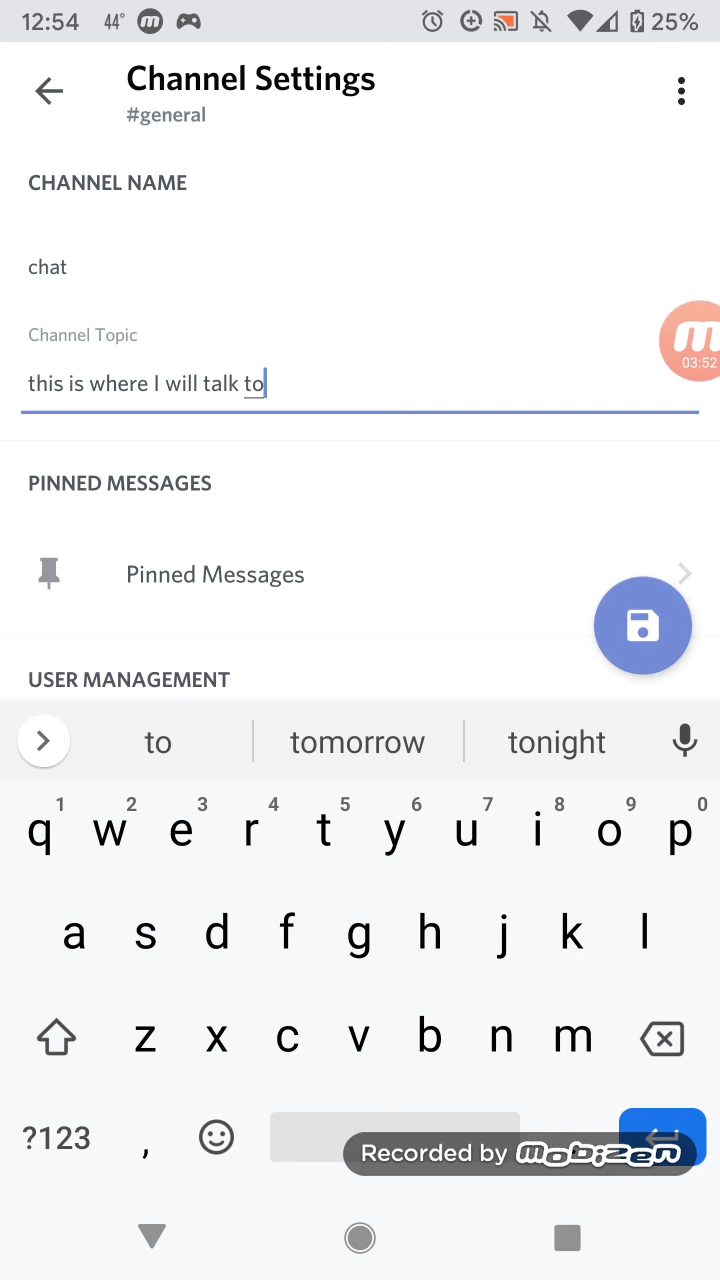 12:54 44° 25%
Channel Settings
#general
CHANNEL NAME
chat
Channel Topic
03:52
this is where I will talk to
PINNED MESSAGES
Pinned Messages
USER MANAGEMENT
to tomorrow tonight
1 2 3 4 5 6 7 8 9 0
q w e r t y u i o p
a s d f g h j k l
z x c v b n m
?123 ,
Recorded by mobizen